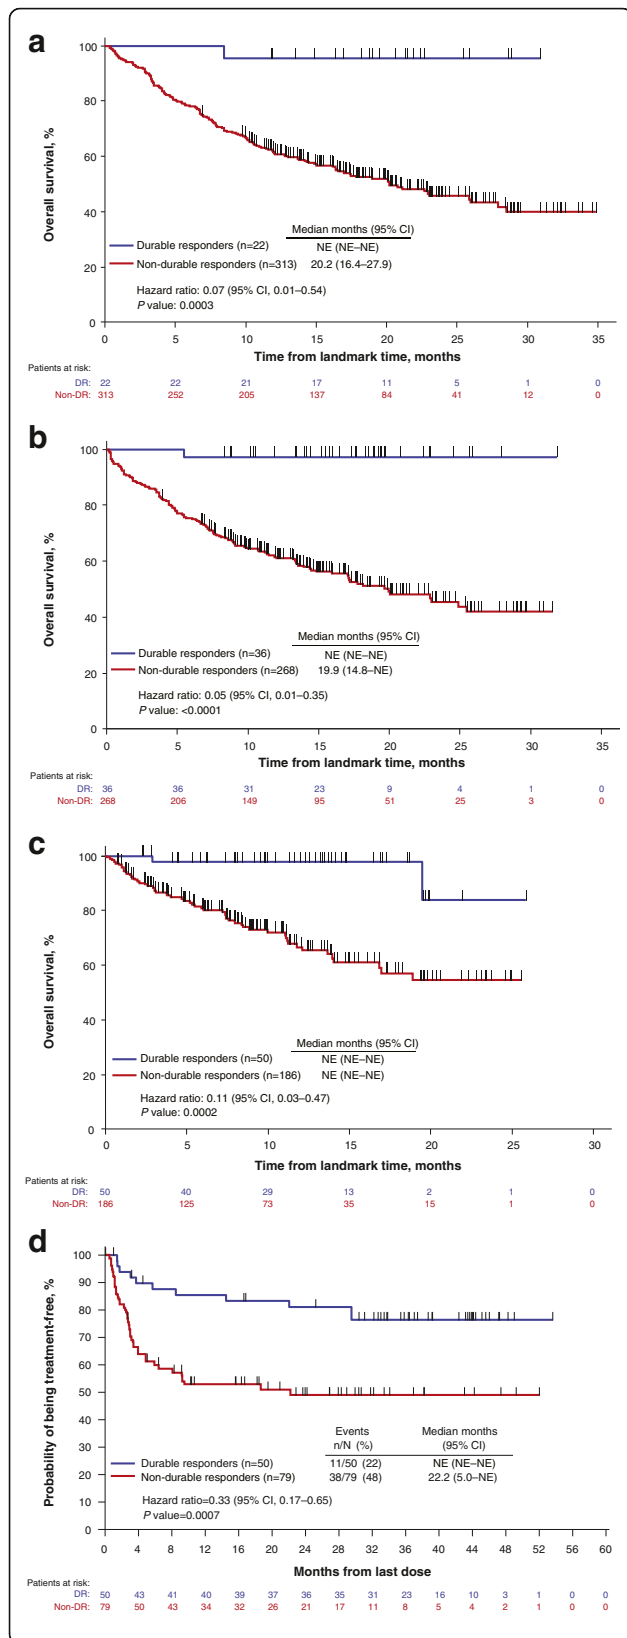 a
100
80
60
40
20
0
Overall survival, %
Median months (95% CI)
Durable responders (n=22) NE (NE–NE)
Non-durable responders (n=313) 20.2 (16.4–27.9)
Hazard ratio: 0.07 (95% CI, 0.01–0.54)
P value: 0.0003
0 5 10 15 20 25 30 35
Time from landmark time, months
Patients at risk:
DR: 22 22 21 17 11 5 1 0
Non-DR: 313 252 205 137 84 41 12 0
b
100
80
60
40
20
0
Overall survival, %
Median months (95% CI)
Durable responders (n=36) NE (NE–NE)
Non-durable responders (n=268) 19.9 (14.8–NE)
Hazard ratio: 0.05 (95% CI, 0.01–0.35)
P value: <0.0001
0 5 10 15 20 25 30 35
Time from landmark time, months
Patients at risk:
DR: 36 36 31 23 9 4 1 0
Non-DR: 268 206 149 95 51 25 3 0
c
100
80
60
40
20
0
Overall survival, %
Median months (95% CI)
Durable responders (n=50) NE (NE–NE)
Non-durable responders (n=186) NE (NE–NE)
Hazard ratio: 0.11 (95% CI, 0.03–0.47)
P value: 0.0002
0 5 10 15 20 25 30
Time from landmark time, months
Patients at risk:
DR: 50 40 29 13 2 1 0
Non-DR: 186 125 73 35 15 1 0
d
100
90
80
70
60
50
40
30
20
10
0
Probability of being treatment-free, %
Events Median months
n/N (%) (95% CI)
Durable responders (n=50) 11/50 (22) NE (NE–NE)
Non-durable responders (n=79) 38/79 (48) 22.2 (5.0–NE)
Hazard ratio=0.33 (95% CI, 0.17–0.65)
P value=0.0007
0 4 8 12 16 20 24 28 32 36 40 44 48 52 56 60
Months from last dose
Patients at risk:
DR: 50 43 41 40 39 37 36 35 31 23 16 10 3 1 0 0
Non-DR: 79 50 43 34 32 26 21 17 11 8 5 4 2 1 0 0